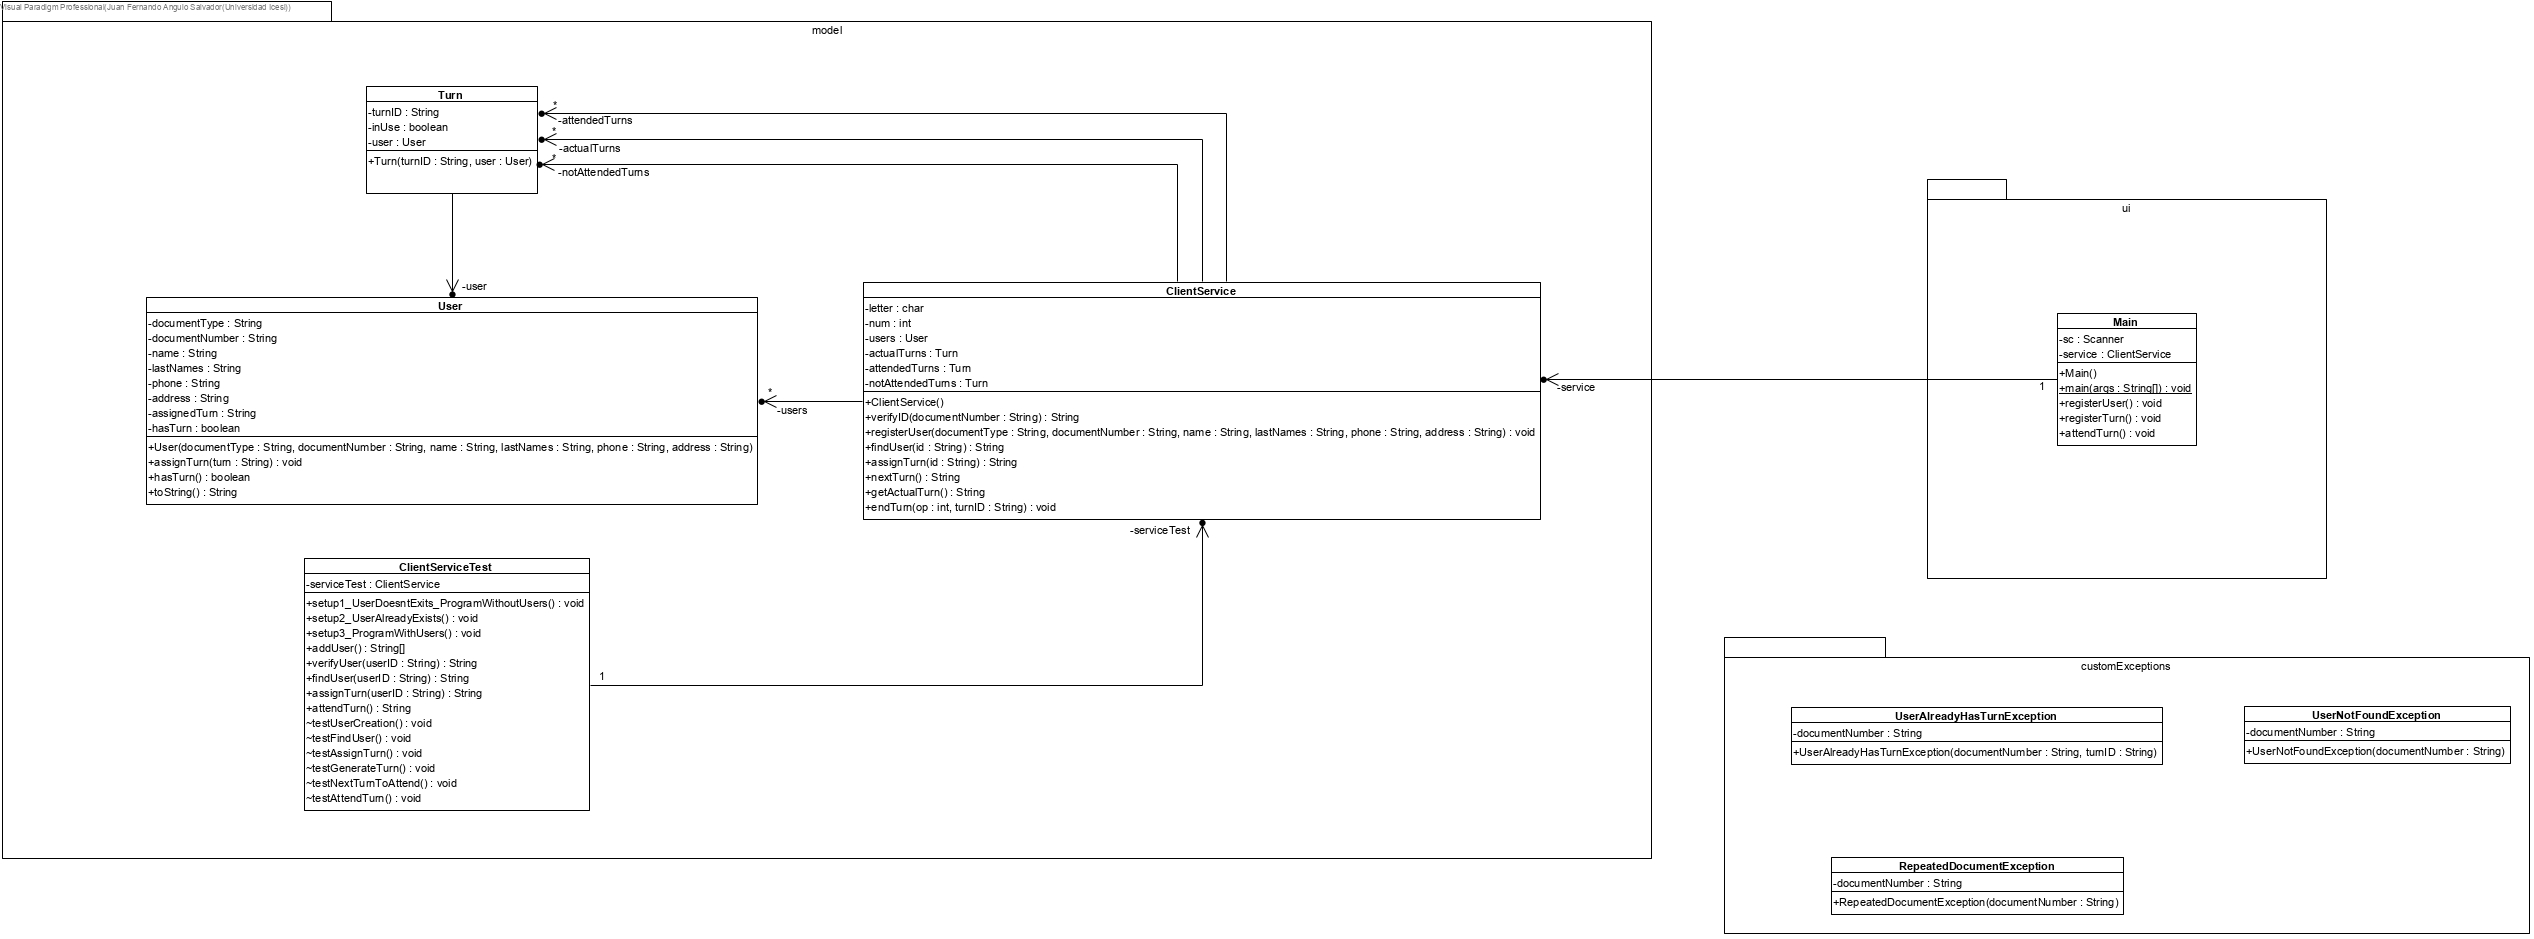 Visual Paradigm Professional(Juan Fernando Angulo Salvador(Universidad Icesi))
model
Turn
-turnID : String
-inUse : boolean
-user : User
+Turn(turnID : String, user : User)
*
-attendedTurns
*
-actualTurns
*
-notAttendedTurns
-user
User
-documentType : String
-documentNumber : String
-name : String
-lastNames : String
-phone : String
-address : String
-assignedTurn : String
-hasTurn : boolean
+User(documentType : String, documentNumber : String, name : String, lastNames : String, phone : String, address : String)
+assignTurn(turn : String) : void
+hasTurn() : boolean
+toString() : String
*
-users
ClientService
-letter : char
-num : int
-users : User
-actualTurns : Turn
-attendedTurns : Turn
-notAttendedTurns : Turn
+ClientService()
+verifyID(documentNumber : String) : String
+registerUser(documentType : String, documentNumber : String, name : String, lastNames : String, phone : String, address : String) : void
+findUser(id : String) : String
+assignTurn(id : String) : String
+nextTurn() : String
+getActualTurn() : String
+endTurn(op : int, turnID : String) : void
-serviceTest
ClientServiceTest
-serviceTest : ClientService
+setup1_UserDoesntExits_ProgramWithoutUsers() : void
+setup2_UserAlreadyExists() : void
+setup3_ProgramWithUsers() : void
+addUser() : String[]
+verifyUser(userID : String) : String
+findUser(userID : String) : String
+assignTurn(userID : String) : String
+attendTurn() : String
~testUserCreation() : void
~testFindUser() : void
~testAssignTurn() : void
~testGenerateTurn() : void
~testNextTurnToAttend() : void
~testAttendTurn() : void
1
ui
Main
-sc : Scanner
-service : ClientService
+Main()
+main(args : String[]) : void
+registerUser() : void
+registerTurn() : void
+attendTurn() : void
-service
1
customExceptions
UserAlreadyHasTurnException
-documentNumber : String
+UserAlreadyHasTurnException(documentNumber : String, turnID : String)
UserNotFoundException
-documentNumber : String
+UserNotFoundException(documentNumber : String)
RepeatedDocumentException
-documentNumber : String
+RepeatedDocumentException(documentNumber : String)